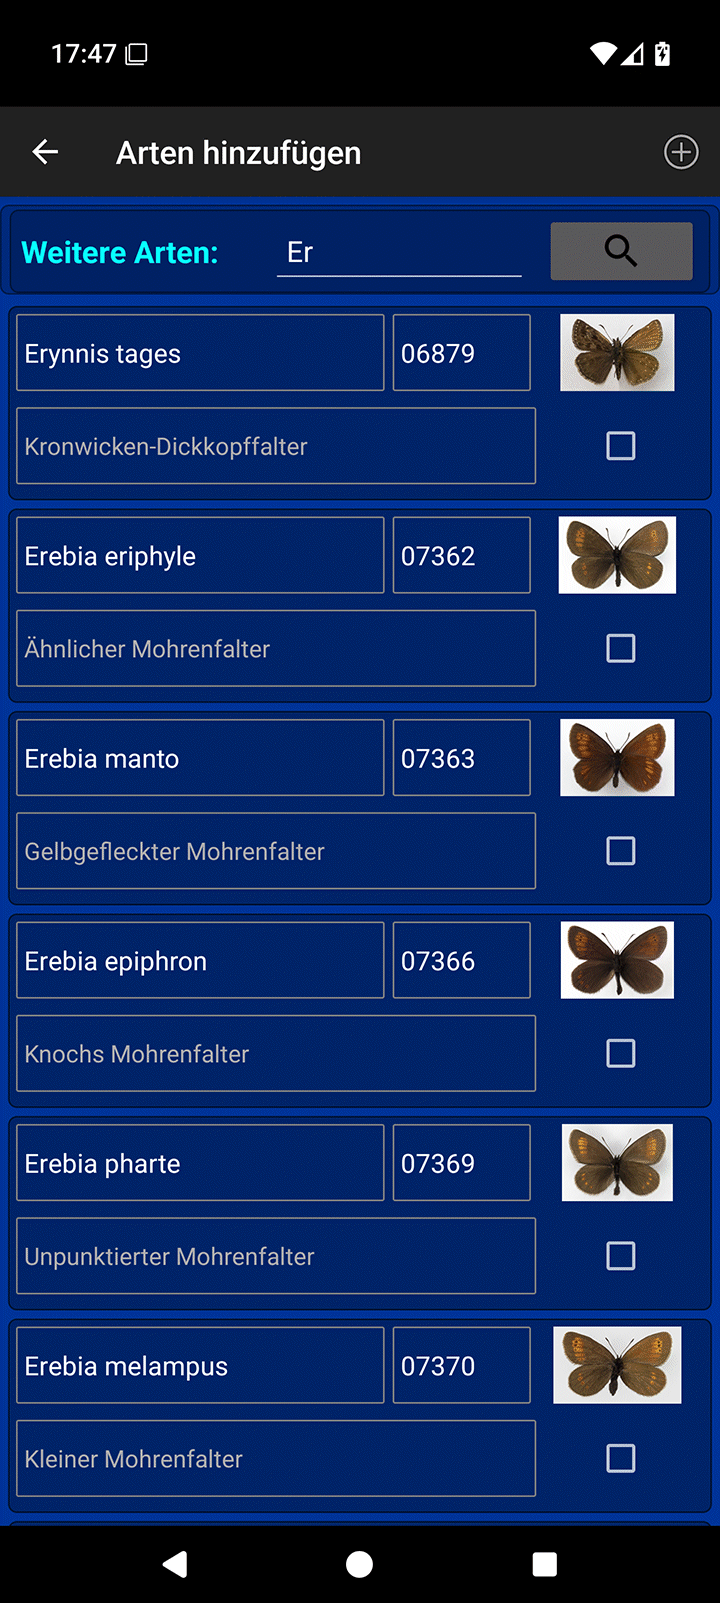 17:47
Arten hinzufügen
Weitere Arten: Er
Erynnis tages 06879
Kronwicken-Dickkopffalter
Erebia eriphyle 07362
Ähnlicher Mohrenfalter
Erebia manto 07363
Gelbgefleckter Mohrenfalter
Erebia epiphron 07366
Knochs Mohrenfalter
Erebia pharte 07369
Unpunktierter Mohrenfalter
Erebia melampus 07370
Kleiner Mohrenfalter